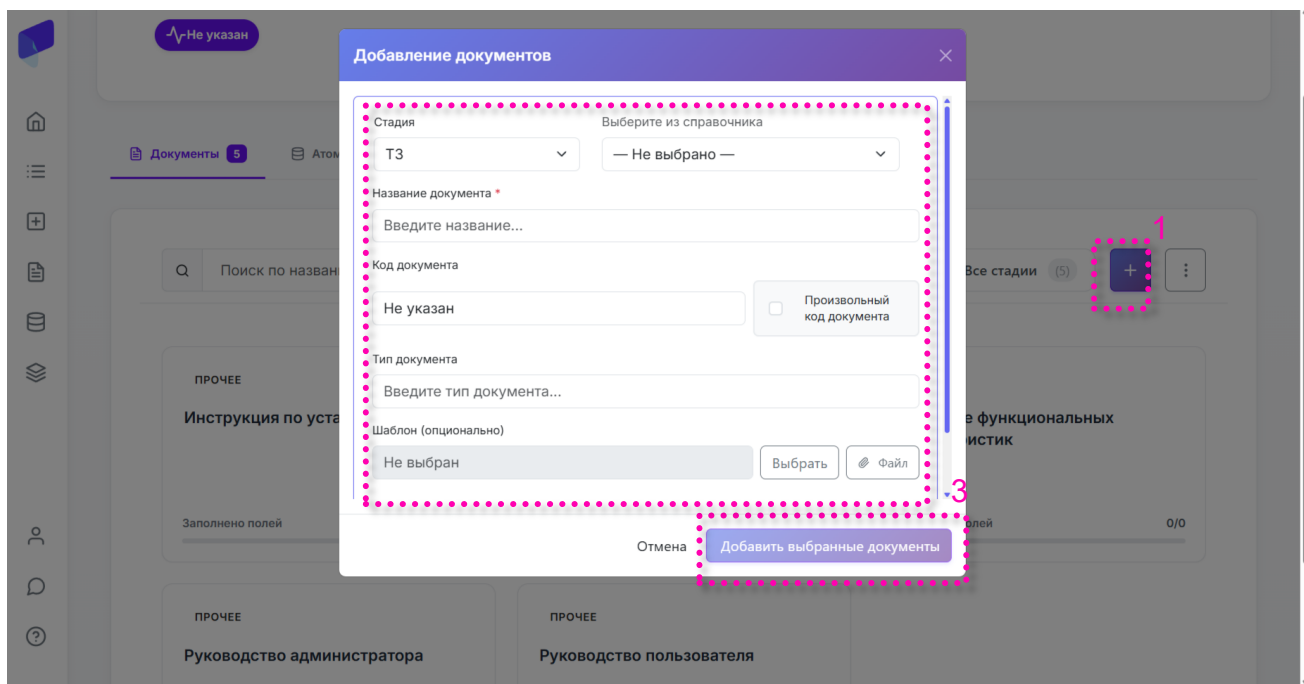 Не указан
Добавление документов
Документы 5
Атом
Стадия
Выберите из справочника
ТЗ
— Не выбрано —
Название документа *
Введите название...
1
Поиск по назван
Все стадии (5)
+
Код документа
Не указан
Произвольный
код документа
Тип документа
Введите тип документа...
Шаблон (опционально)
Не выбран
Выбрать
Файл
ПРОЧЕЕ
Инструкция по уста
е функциональных
истик
3
Заполнено полей
олей
0/0
Отмена
Добавить выбранные документы
ПРОЧЕЕ
Руководство администратора
ПРОЧЕЕ
Руководство пользователя